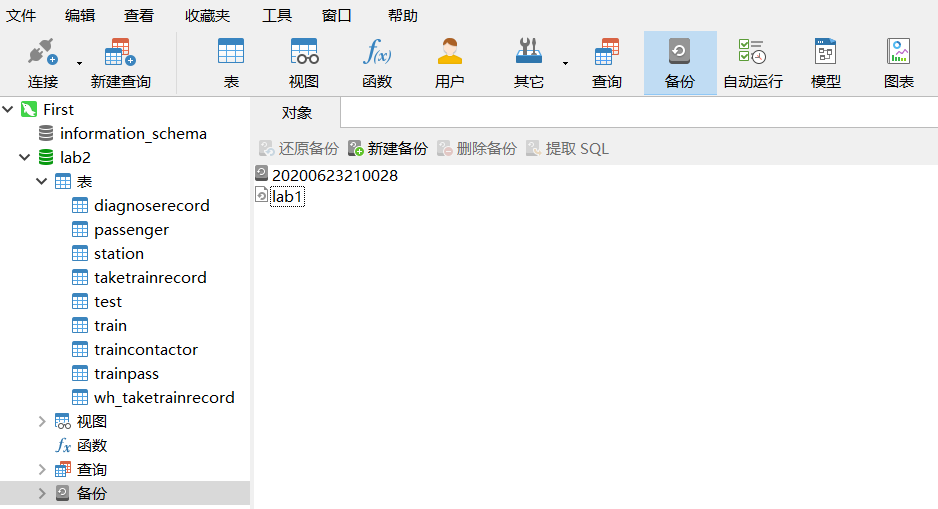 文件 编辑 查看 收藏夹 工具 窗口 帮助
连接 新建查询 表 视图 函数 用户 其它 查询 备份 自动运行 模型 图表
First
information_schema
lab2
表
diagnoserecord
passenger
station
taketrainrecord
test
train
traincontactor
trainpass
wh_taketrainrecord
视图
函数
查询
备份
对象
还原备份 新建备份 删除备份 提取 SQL
20200623210028
lab1